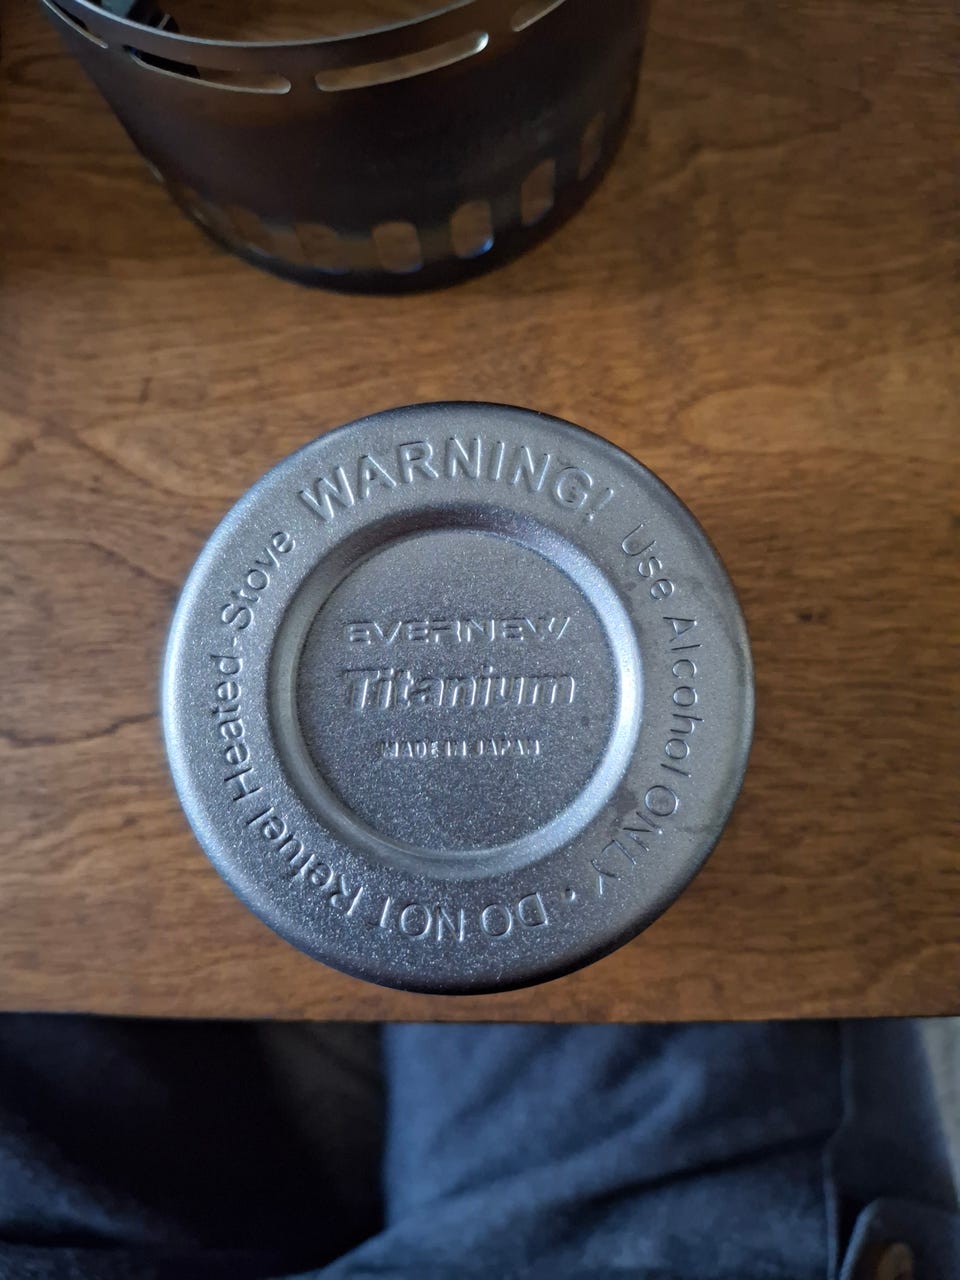 WARNING! Use Alcohol ONLY · DO NOT Refuel Heated-Stove
EVERNEW
Titanium
MADE IN JAPAN